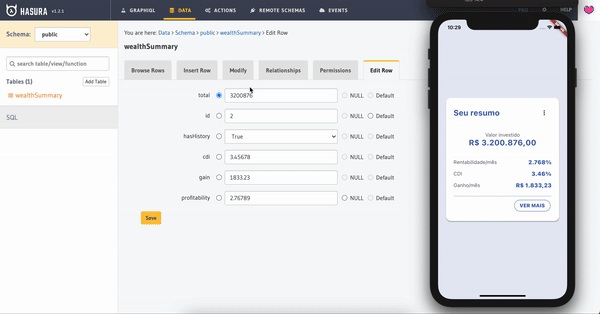 HASURA v1.2.1 GRAPHIQL DATA ACTIONS REMOTE SCHEMAS EVENTS HELP
Schema: public
You are here: Data > Schema > public > wealthSummary > Edit Row
wealthSummary
search table/view/function
Tables (1) Add Table
wealthSummary
SQL
Browse Rows Insert Row Modify Relationships Permissions Edit Row
total 3200876 NULL Default
id 2 NULL Default
hasHistory True NULL Default
cdi 3.45678 NULL Default
gain 1833.23 NULL Default
profitability 2.76789 NULL Default
Save
10:29
Seu resumo
Valor investido
R$ 3.200.876,00
Rentabilidade/mês 2.768%
CDI 3.46%
Ganho/mês R$ 1.833,23
VER MAIS